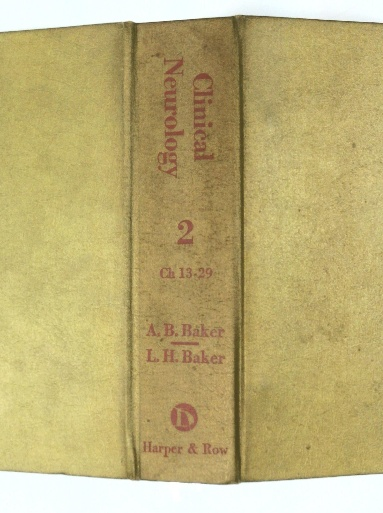 Clinical
Neurology
2
Ch 13-29
A. B. Baker
L. H. Baker
Harper & Row